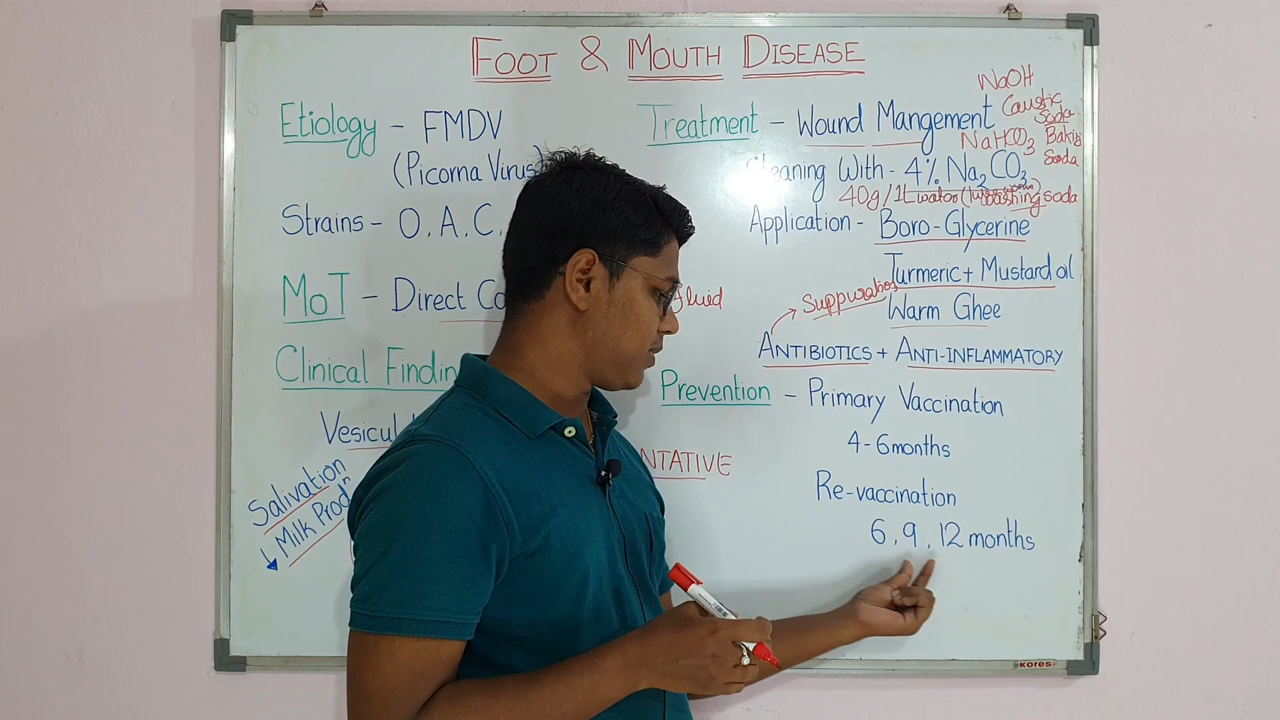 FOOT & MOUTH DISEASE
Etiology - FMDV
(Picorna Virus)
Strains - O, A, C,
MoT - Direct Co
fluid
Clinical Findin
Vesicul
NTATIVE
Salivation
↓ Milk Prodⁿ
Treatment - Wound Mangement
NaOH
Caustic
Soda
NaHCO3 Baking
Soda
Cleaning With - 4% Na2CO3
40g/1L water
washing soda
Application - Boro-Glycerine
Turmeric + Mustard oil
Warm Ghee
ANTIBIOTICS + ANTI-INFLAMMATORY
Prevention - Primary Vaccination
4-6 months
Re-vaccination
6, 9, 12 months
KORES